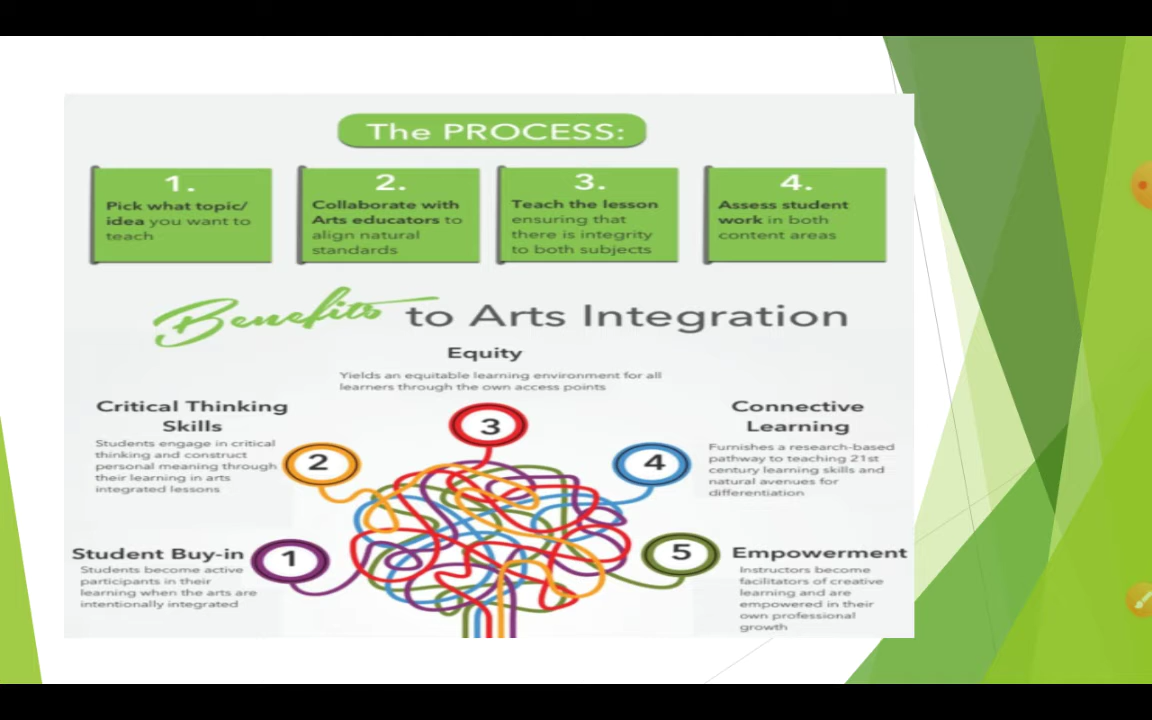 The PROCESS:
1.
Pick what topic/
idea you want to
teach
2.
Collaborate with
Arts educators to
align natural
standards
3.
Teach the lesson
ensuring that
there is integrity
to both subjects
4.
Assess student
work in both
content areas
Benefits to Arts Integration
Equity
Yields an equitable learning environment for all
learners through the own access points
3
Critical Thinking
Skills
Students engage in critical
thinking and construct
personal meaning through
their learning in arts
integrated lessons
2
Connective
Learning
Furnishes a research-based
pathway to teaching 21st
century learning skills and
natural avenues for
differentiation
4
Student Buy-in
Students become active
participants in their
learning when the arts are
intentionally integrated
1
Empowerment
Instructors become
facilitators of creative
learning and are
empowered in their
own professional
growth
5